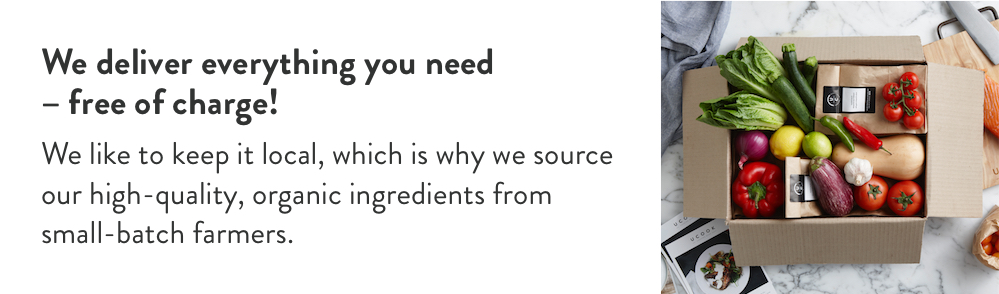 We deliver everything you need
– free of charge!
We like to keep it local, which is why we source
our high-quality, organic ingredients from
small-batch farmers.
UCOOK